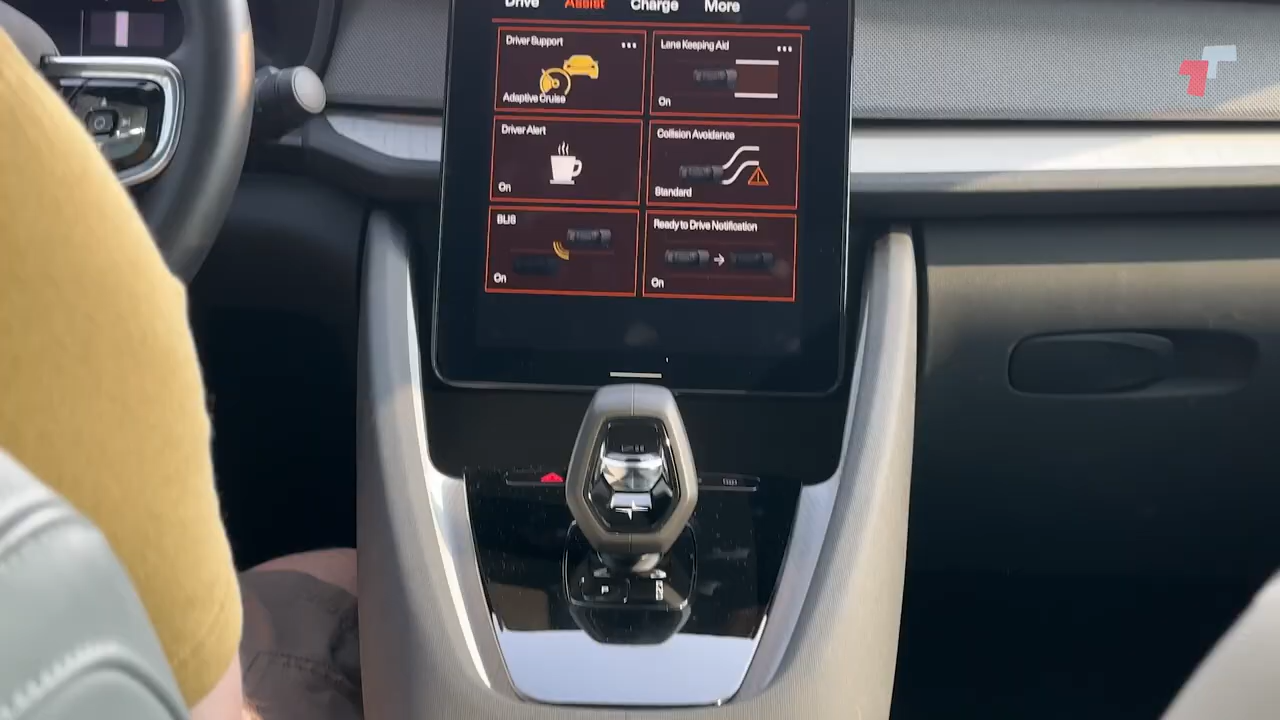 Drive Assist Charge More
Driver Support
Adaptive Cruise
Lane Keeping Aid
On
Driver Alert
On
Collision Avoidance
Standard
BLIS
On
Ready to Drive Notification
On
P